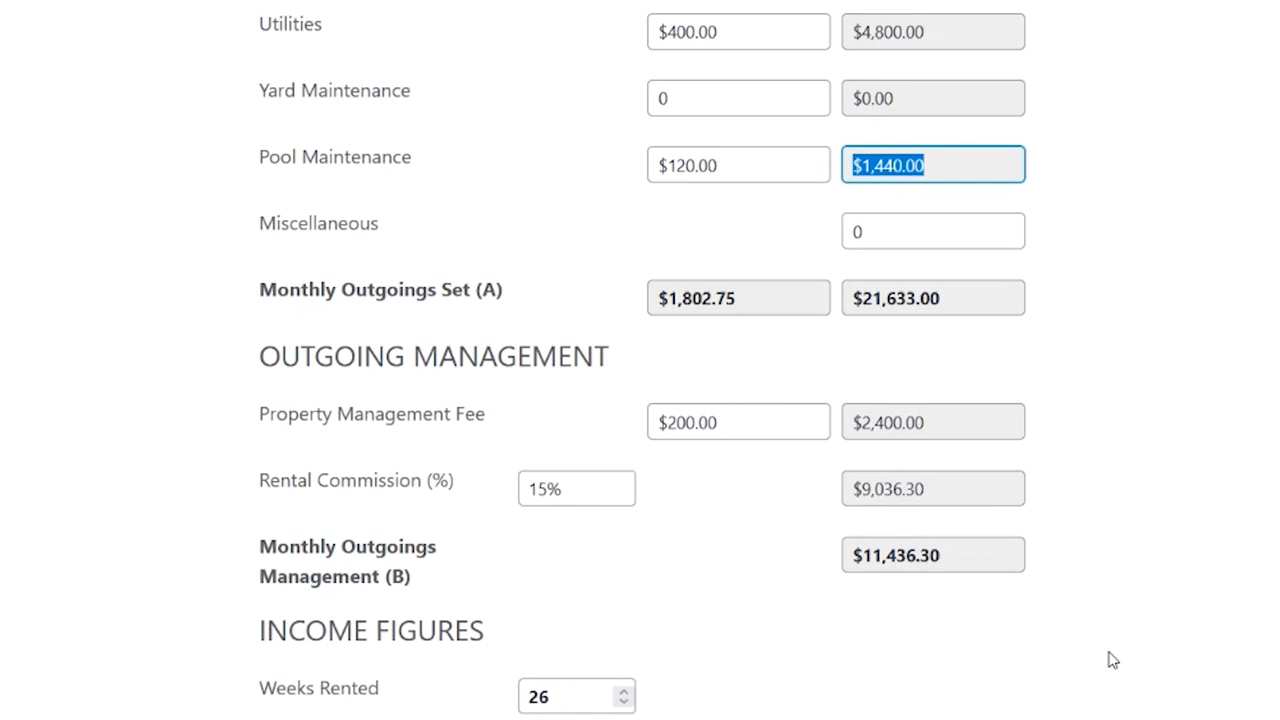 Utilities $400.00 $4,800.00
Yard Maintenance 0 $0.00
Pool Maintenance $120.00 $1,440.00
Miscellaneous 0
Monthly Outgoings Set (A) $1,802.75 $21,633.00
OUTGOING MANAGEMENT
Property Management Fee $200.00 $2,400.00
Rental Commission (%) 15% $9,036.30
Monthly Outgoings
Management (B) $11,436.30
INCOME FIGURES
Weeks Rented 26